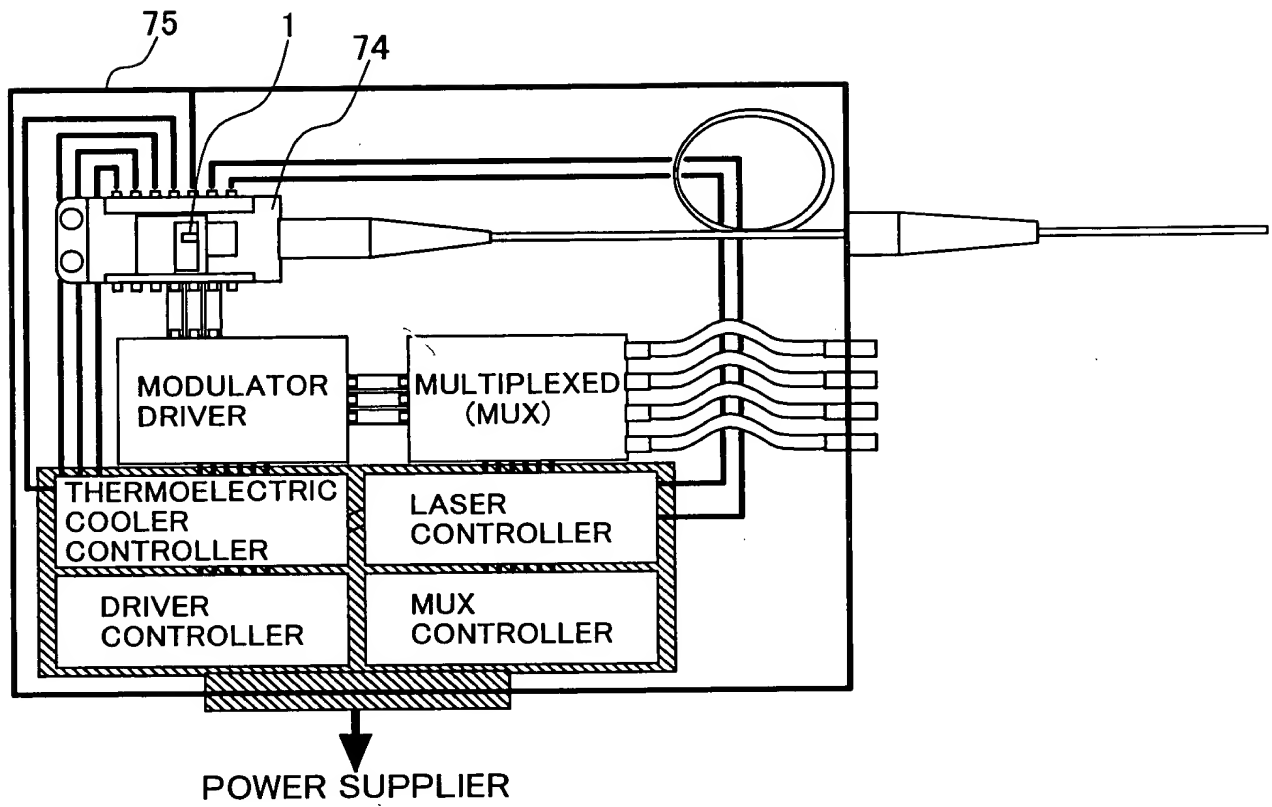 75
1
74
MODULATOR
DRIVER
MULTIPLEXED
(MUX)
THERMOELECTRIC
COOLER
CONTROLLER
LASER
CONTROLLER
DRIVER
CONTROLLER
MUX
CONTROLLER
POWER SUPPLIER